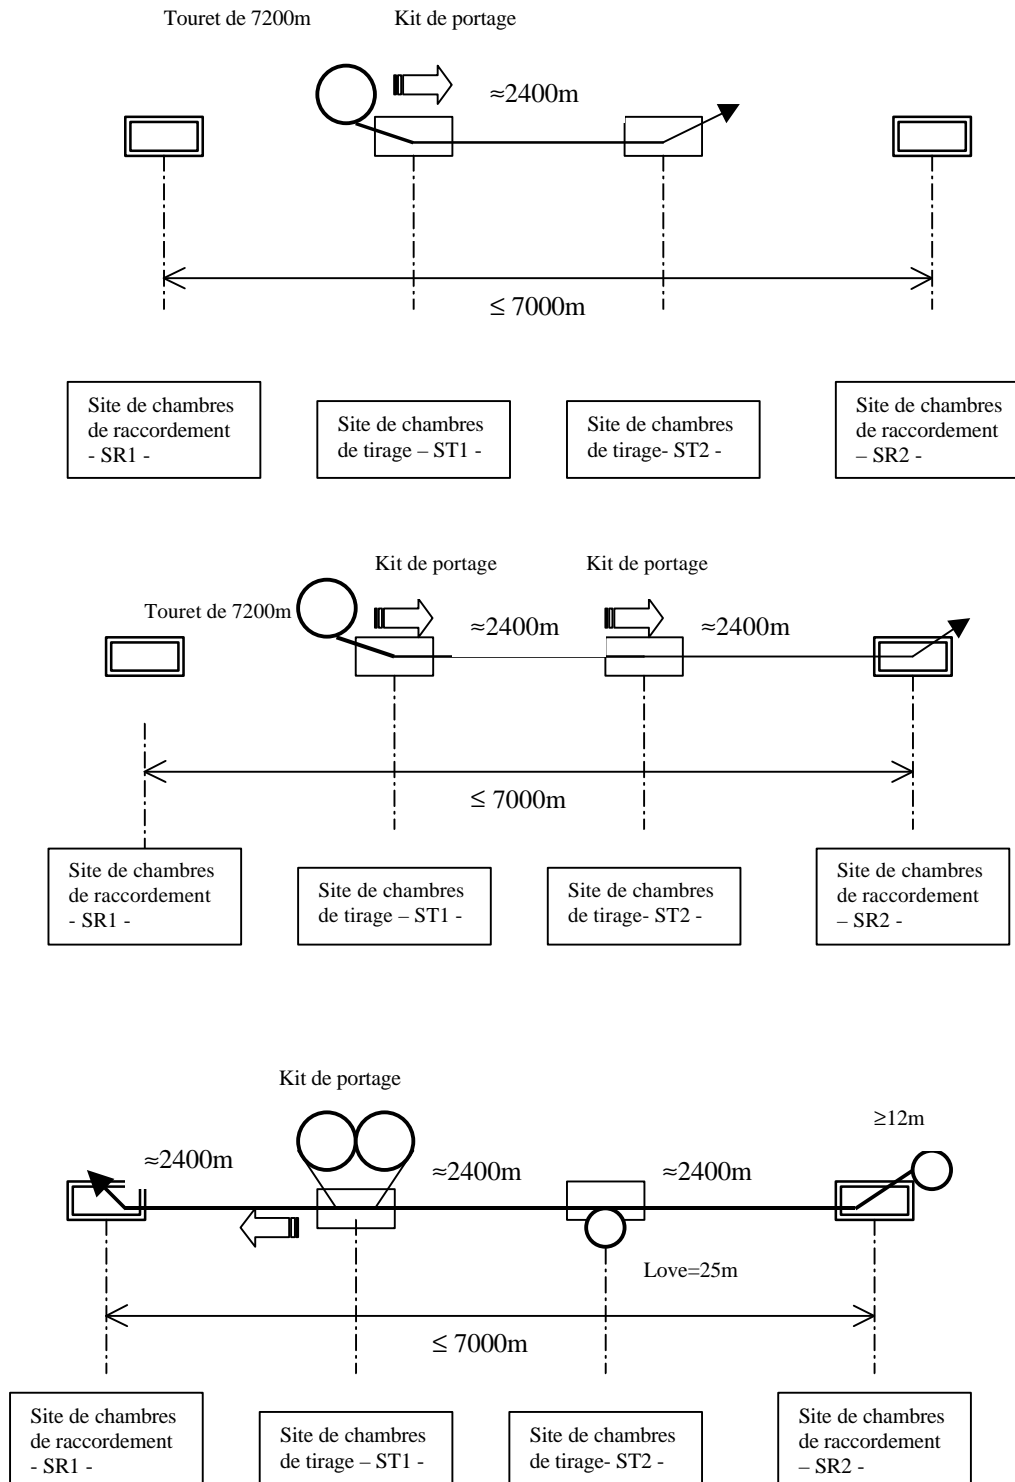 Touret de 7200m Kit de portage
≈2400m
≤ 7000m
Site de chambres
de raccordement
- SR1 -
Site de chambres
de tirage – ST1 -
Site de chambres
de tirage- ST2 -
Site de chambres
de raccordement
– SR2 -
Kit de portage Kit de portage
Touret de 7200m
≈2400m ≈2400m
≤ 7000m
Site de chambres
de raccordement
- SR1 -
Site de chambres
de tirage – ST1 -
Site de chambres
de tirage- ST2 -
Site de chambres
de raccordement
– SR2 -
Kit de portage
≥12m
≈2400m ≈2400m ≈2400m
Love=25m
≤ 7000m
Site de chambres
de raccordement
- SR1 -
Site de chambres
de tirage – ST1 -
Site de chambres
de tirage- ST2 -
Site de chambres
de raccordement
– SR2 -